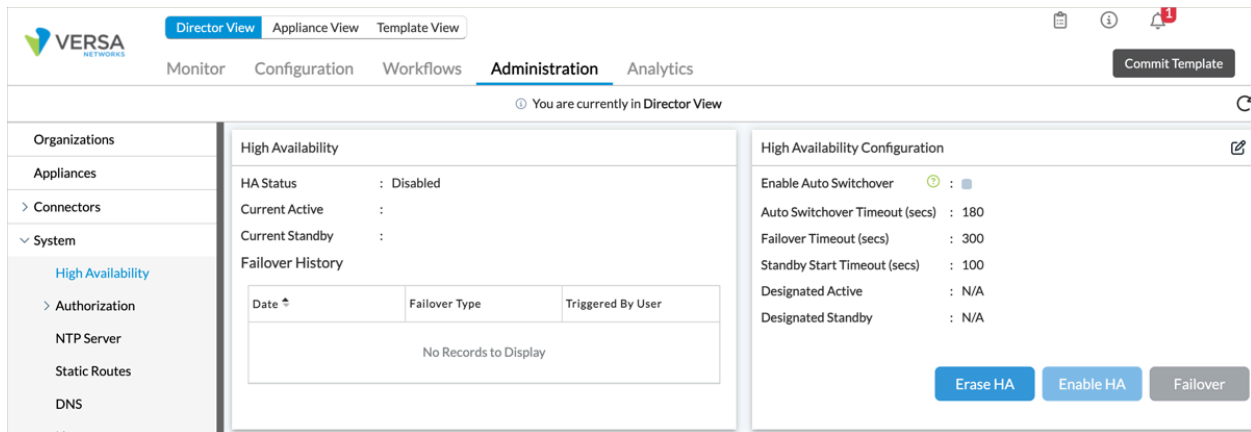 VERSA
NETWORKS
Director View Appliance View Template View
1
Monitor Configuration Workflows Administration Analytics
Commit Template
You are currently in Director View
Organizations
Appliances
Connectors
System
High Availability
Authorization
NTP Server
Static Routes
DNS
High Availability
HA Status : Disabled
Current Active :
Current Standby :
Failover History
Date Failover Type Triggered By User
No Records to Display
High Availability Configuration
Enable Auto Switchover ? :
Auto Switchover Timeout (secs) : 180
Failover Timeout (secs) : 300
Standby Start Timeout (secs) : 100
Designated Active : N/A
Designated Standby : N/A
Erase HA Enable HA Failover